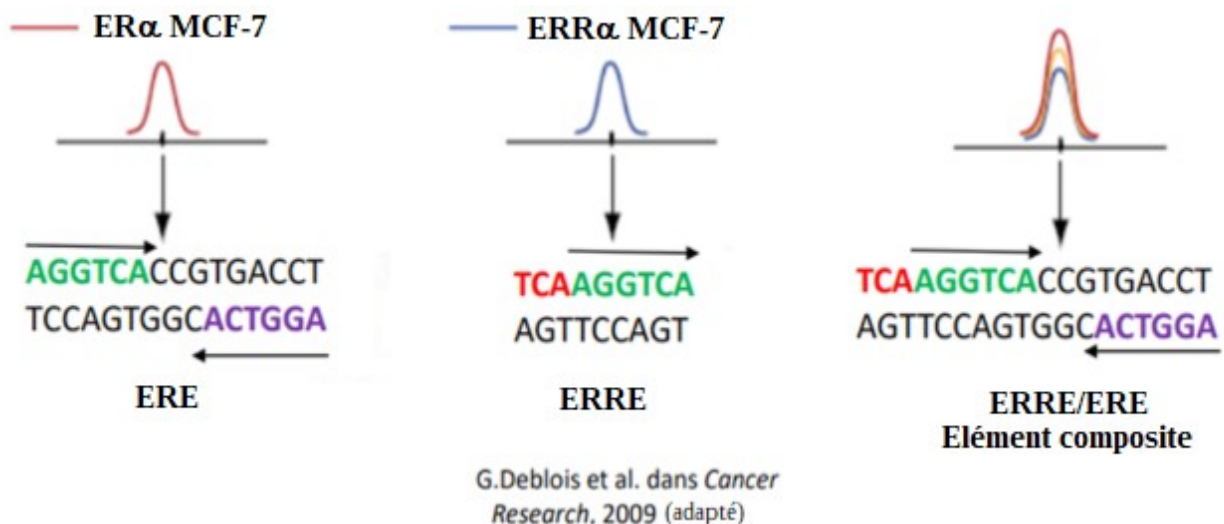 ERα MCF-7
AGGTCACCGTGACCT
TCCAGTGGCACTGGA
ERE
ERRα MCF-7
TCAAGGTCA
AGTTCCAGT
ERRE
TCAAGGTCACCGTGACCT
AGTTCCAGTGGCACTGGA
ERRE/ERE
Elément composite
G.Deblois et al. dans Cancer
Research, 2009 (adapté)